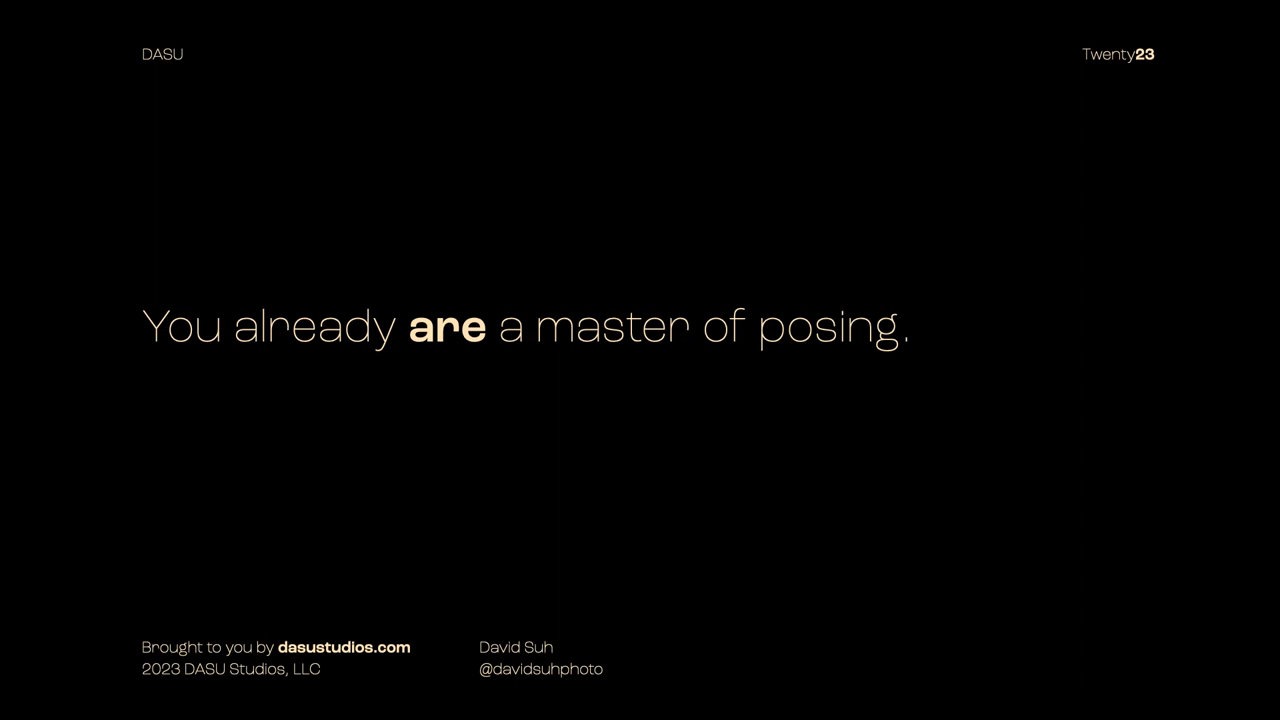 DASU
Twenty23
You already are a master of posing.
Brought to you by dasustudios.com
2023 DASU Studios, LLC
David Suh
@davidsuhphoto